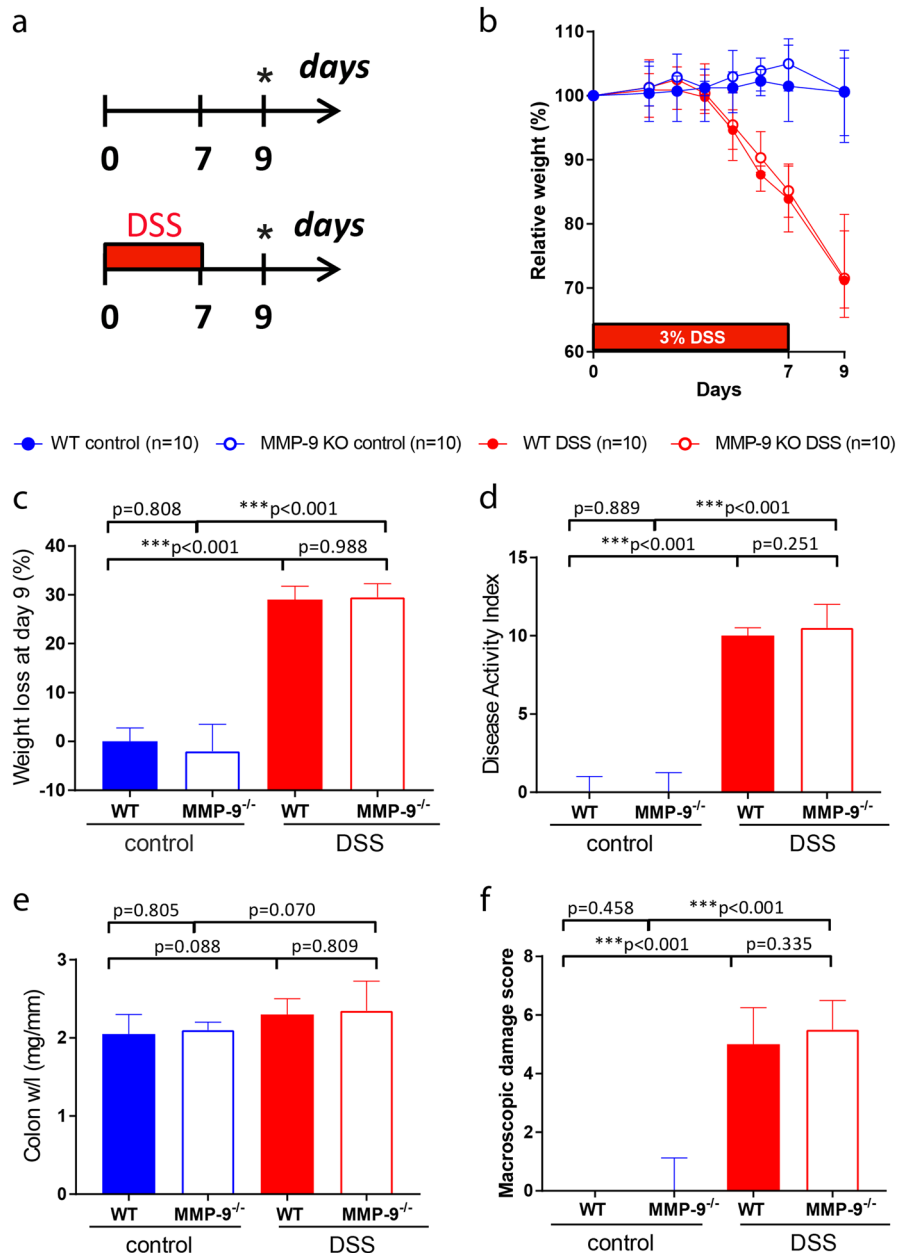 a
* days
0 7 9
DSS * days
0 7 9
b
Relative weight (%)
110
100
90
80
70
60
3% DSS
0 7 9
Days
WT control (n=10) MMP-9 KO control (n=10) WT DSS (n=10) MMP-9 KO DSS (n=10)
c
p=0.808 ***p<0.001
***p<0.001 p=0.988
Weight loss at day 9 (%)
40
30
20
10
0
-10
WT MMP-9-/- WT MMP-9-/-
control DSS
d
p=0.889 ***p<0.001
***p<0.001 p=0.251
Disease Activity Index
15
10
5
0
WT MMP-9-/- WT MMP-9-/-
control DSS
e
p=0.805 p=0.070
p=0.088 p=0.809
Colon w/l (mg/mm)
3
2
1
0
WT MMP-9-/- WT MMP-9-/-
control DSS
f
p=0.458 ***p<0.001
***p<0.001 p=0.335
Macroscopic damage score
8
6
4
2
0
WT MMP-9-/- WT MMP-9-/-
control DSS